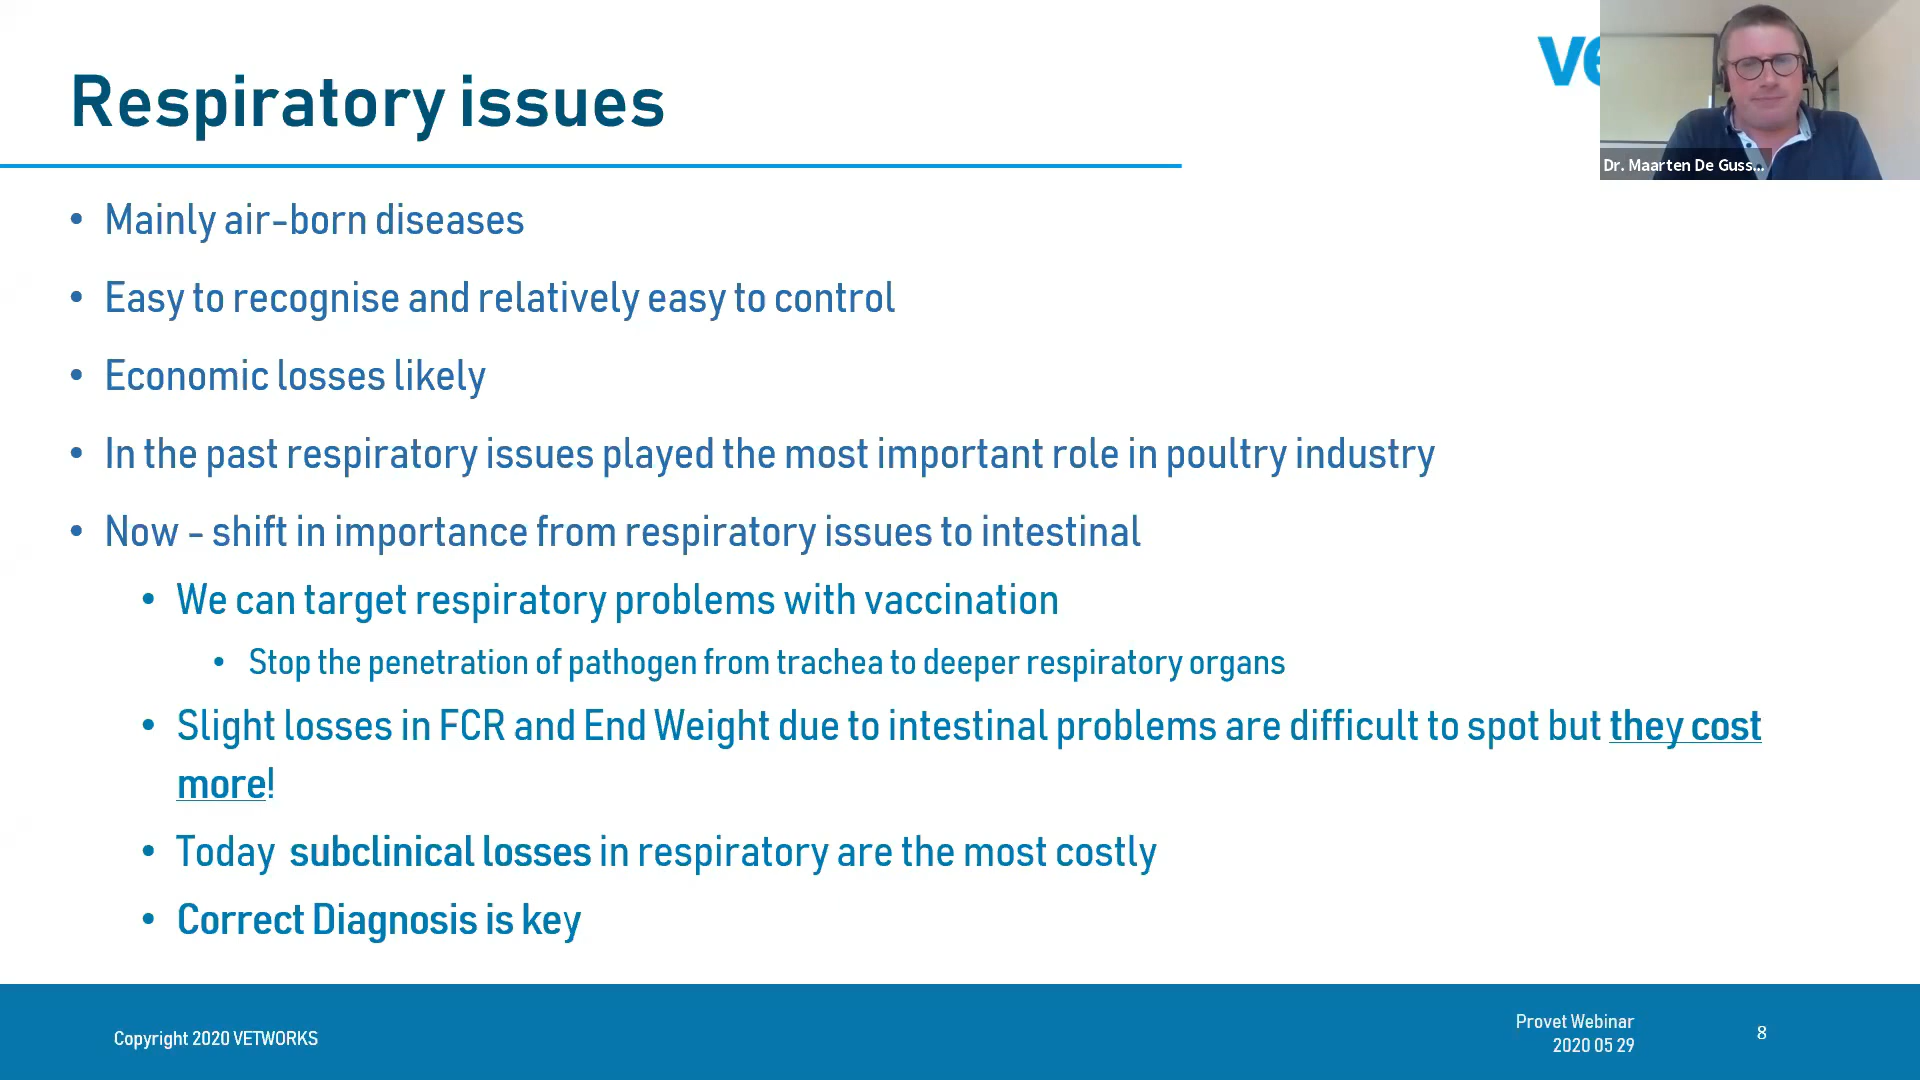 Respiratory issues
ve
Dr. Maarten De Guss...
• Mainly air-born diseases
• Easy to recognise and relatively easy to control
• Economic losses likely
• In the past respiratory issues played the most important role in poultry industry
• Now - shift in importance from respiratory issues to intestinal
• We can target respiratory problems with vaccination
• Stop the penetration of pathogen from trachea to deeper respiratory organs
• Slight losses in FCR and End Weight due to intestinal problems are difficult to spot but they cost
more!
• Today subclinical losses in respiratory are the most costly
• Correct Diagnosis is key
Copyright 2020 VETWORKS
Provet Webinar
2020 05 29
8